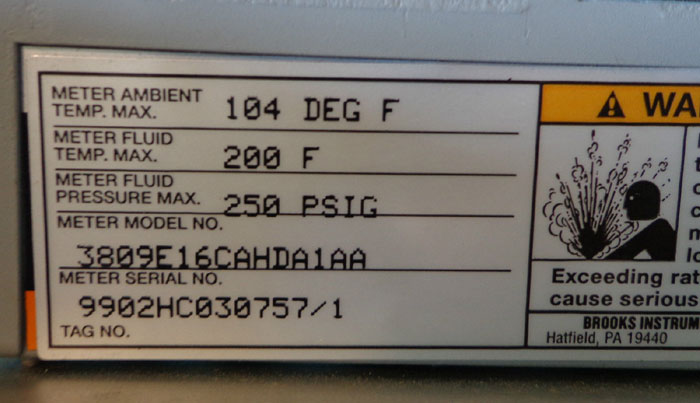 METER AMBIENT
TEMP. MAX. 104 DEG F
METER FLUID
TEMP. MAX. 200 F
METER FLUID
PRESSURE MAX. 250 PSIG
METER MODEL NO.
3809E16CAHDA1AA
METER SERIAL NO.
9902HC030757/1
TAG NO.
WA
Exceeding rat
cause serious
BROOKS INSTRUM
Hatfield, PA 19440